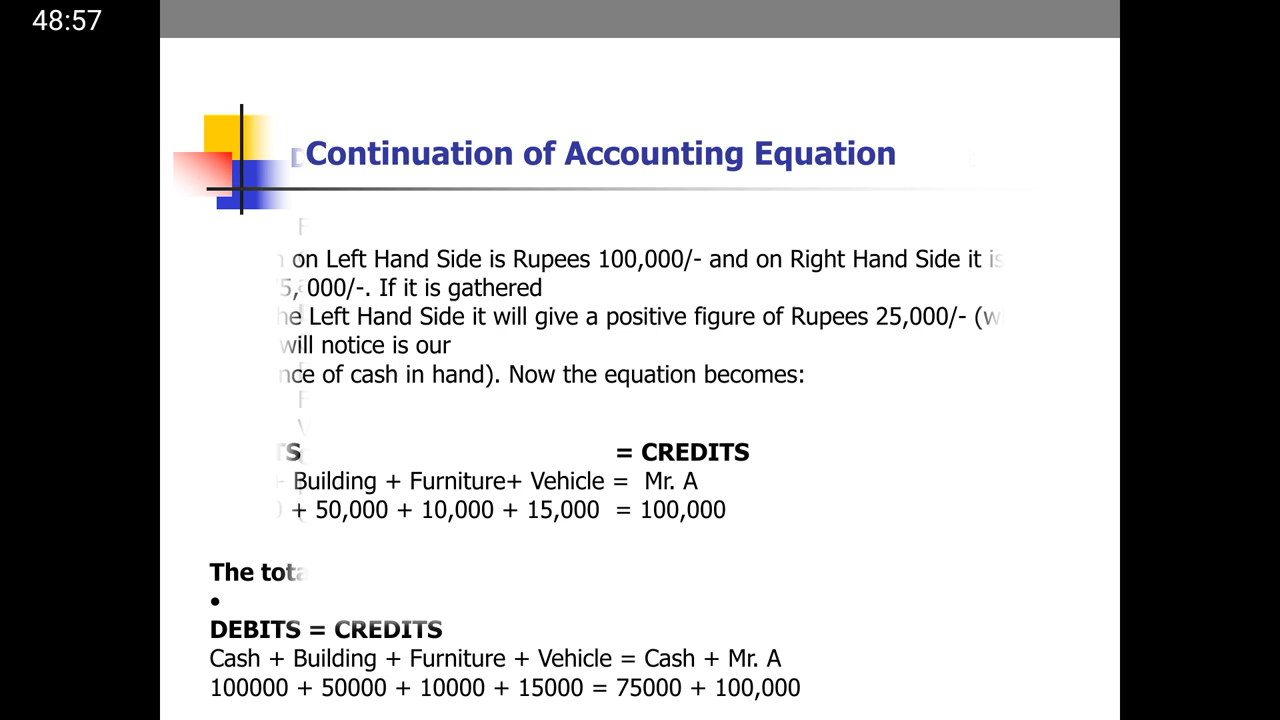 48:57
Continuation of Accounting Equation
on Left Hand Side is Rupees 100,000/- and on Right Hand Side it is
5,000/-. If it is gathered
Left Hand Side it will give a positive figure of Rupees 25,000/- (
will notice is our
of cash in hand). Now the equation becomes:
= CREDITS
Building + Furniture+ Vehicle = Mr. A
+ 50,000 + 10,000 + 15,000 = 100,000
The
•
DEBITS = CREDITS
Cash + Building + Furniture + Vehicle = Cash + Mr. A
100000 + 50000 + 10000 + 15000 = 75000 + 100,000